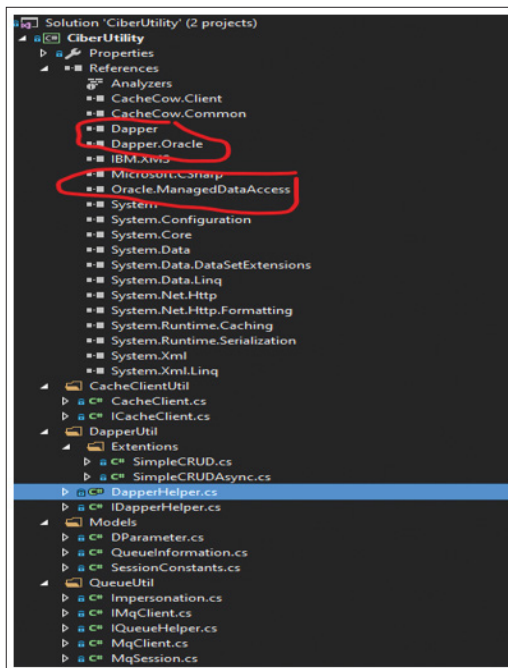 Solution 'CiberUtility' (2 projects)
C# CiberUtility
Properties
References
Analyzers
CacheCow.Client
CacheCow.Common
Dapper
Dapper.Oracle
IBM.XMS
Microsoft.CSharp
Oracle.ManagedDataAccess
System
System.Configuration
System.Core
System.Data
System.Data.DataSetExtensions
System.Data.Linq
System.Net.Http
System.Net.Http.Formatting
System.Runtime.Caching
System.Runtime.Serialization
System.Xml
System.Xml.Linq
CacheClientUtil
C# CacheClient.cs
C# ICacheClient.cs
DapperUtil
Extentions
C# SimpleCRUD.cs
C# SimpleCRUDAsync.cs
C# DapperHelper.cs
C# IDapperHelper.cs
Models
C# DParameter.cs
C# QueueInformation.cs
C# SessionConstants.cs
QueueUtil
C# Impersonation.cs
C# IMqClient.cs
C# IQueueHelper.cs
C# MqClient.cs
C# MqSession.cs